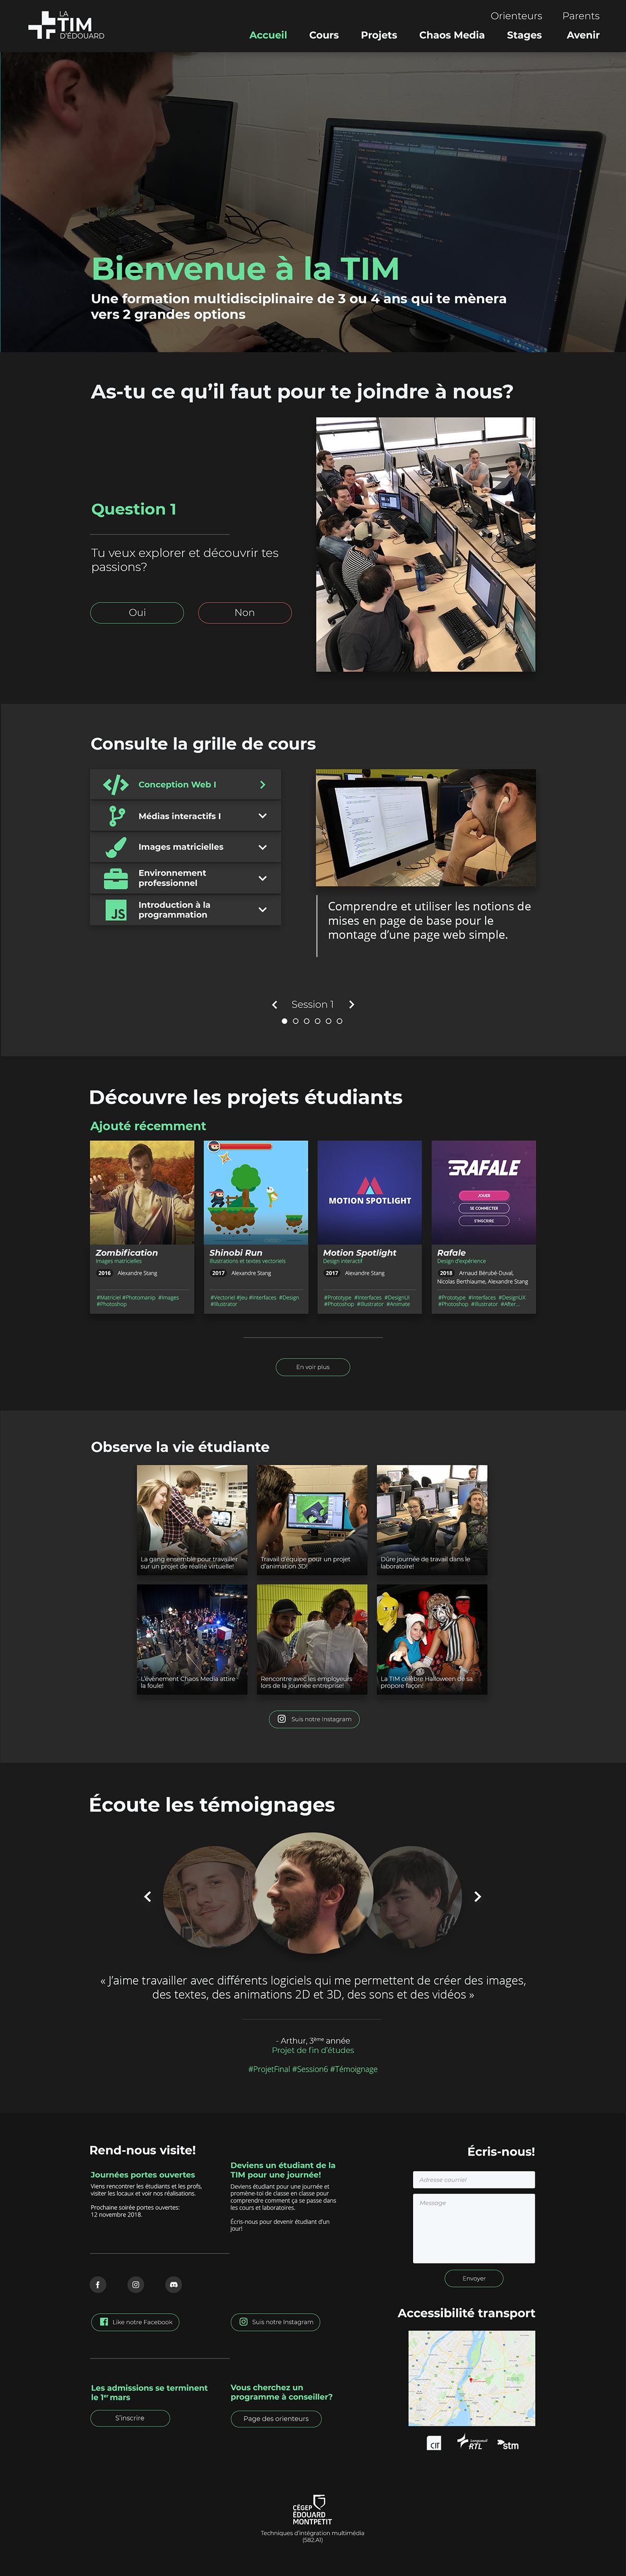 LA
TIM
D'ÉDOUARD
Orienteurs Parents
Accueil Cours Projets Chaos Media Stages Avenir
Bienvenue à la TIM
Une formation multidisciplinaire de 3 ou 4 ans qui te mènera
vers 2 grandes options
As-tu ce qu'il faut pour te joindre à nous?
Question 1
Tu veux explorer et découvrir tes
passions?
Oui Non
Consulte la grille de cours
Conception Web I
Médias interactifs I
Images matricielles
Environnement
professionnel
JS
Introduction à la
programmation
Comprendre et utiliser les notions de
mises en page de base pour le
montage d'une page web simple.
Session 1
Découvre les projets étudiants
Ajouté récemment
Zombification
Images matricielles
2016 Alexandre Stang
#Matriciel #Photomanip #Images
#Photoshop
Shinobi Run
Illustrations et textes vectoriels
2017 Alexandre Stang
#Vectoriel #Jeu #Interfaces #Design
#Illustrator
MOTION SPOTLIGHT
Motion Spotlight
Design interactif
2017 Alexandre Stang
#Prototype #Interfaces #DesignUI
#Photoshop #Illustrator #Animate
RAFALE
JOUER
SE CONNECTER
S'INSCRIRE
Rafale
Design d'expérience
2018 Arnaud Bérubé-Duval,
Nicolas Berthiaume, Alexandre Stang
#Prototype #Interfaces #DesignUX
#Photoshop #Illustrator #After...
En voir plus
Observe la vie étudiante
La gang ensemble pour travailler
sur un projet de réalité virtuelle!
Travail d'équipe pour un projet
d'animation 3D!
Dûre journée de travail dans le
laboratoire!
L'événement Chaos Media attire
la foule!
Rencontre avec les employeurs
lors de la journée entreprise!
La TIM célèbre Halloween de sa
propore façon!
Suis notre Instagram
Écoute les témoignages
« J'aime travailler avec différents logiciels qui me permettent de créer des images,
des textes, des animations 2D et 3D, des sons et des vidéos »
- Arthur, 3ème année
Projet de fin d'études
#ProjetFinal #Session6 #Témoignage
Rend-nous visite!
Journées portes ouvertes
Viens rencontrer les étudiants et les profs,
visiter les locaux et voir nos réalisations.
Prochaine soirée portes ouvertes:
12 novembre 2018.
Deviens un étudiant de la
TIM pour une journée!
Deviens étudiant pour une journée et
promène-toi de classe en classe pour
comprendre comment ça se passe dans
les cours et laboratoires.
Écris-nous pour devenir étudiant d'un
jour!
Écris-nous!
Adresse courriel
Message
Envoyer
Like notre Facebook
Suis notre Instagram
Les admissions se terminent
le 1er mars
S'inscrire
Vous cherchez un
programme à conseiller?
Page des orienteurs
Accessibilité transport
CIT
Longueuil
RTL
stm
CÉGEP
ÉDOUARD
MONTPETIT
Techniques d'intégration multimédia
(582.A1)